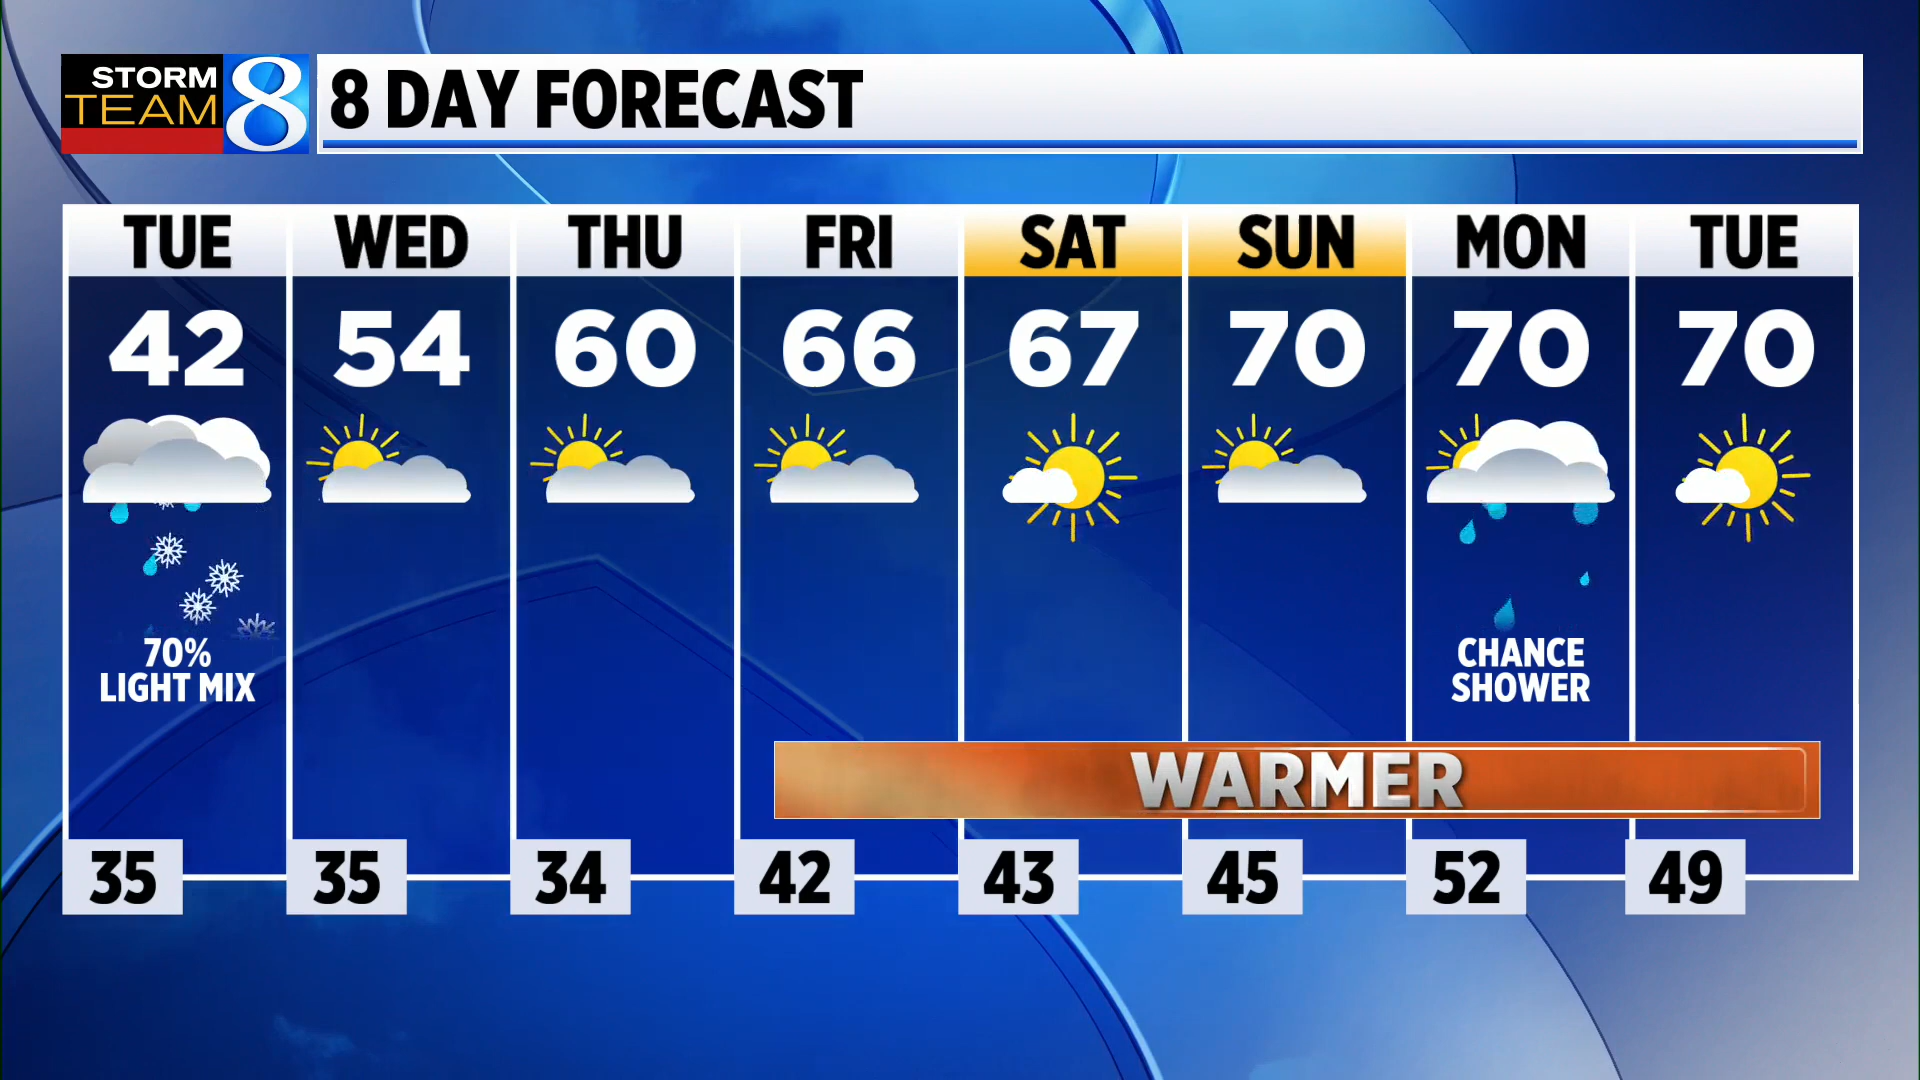 STORM
TEAM
8
8 DAY FORECAST
TUE WED THU FRI SAT SUN MON TUE
42 54 60 66 67 70 70 70
70%
LIGHT MIX
CHANCE
SHOWER
WARMER
35 35 34 42 43 45 52 49